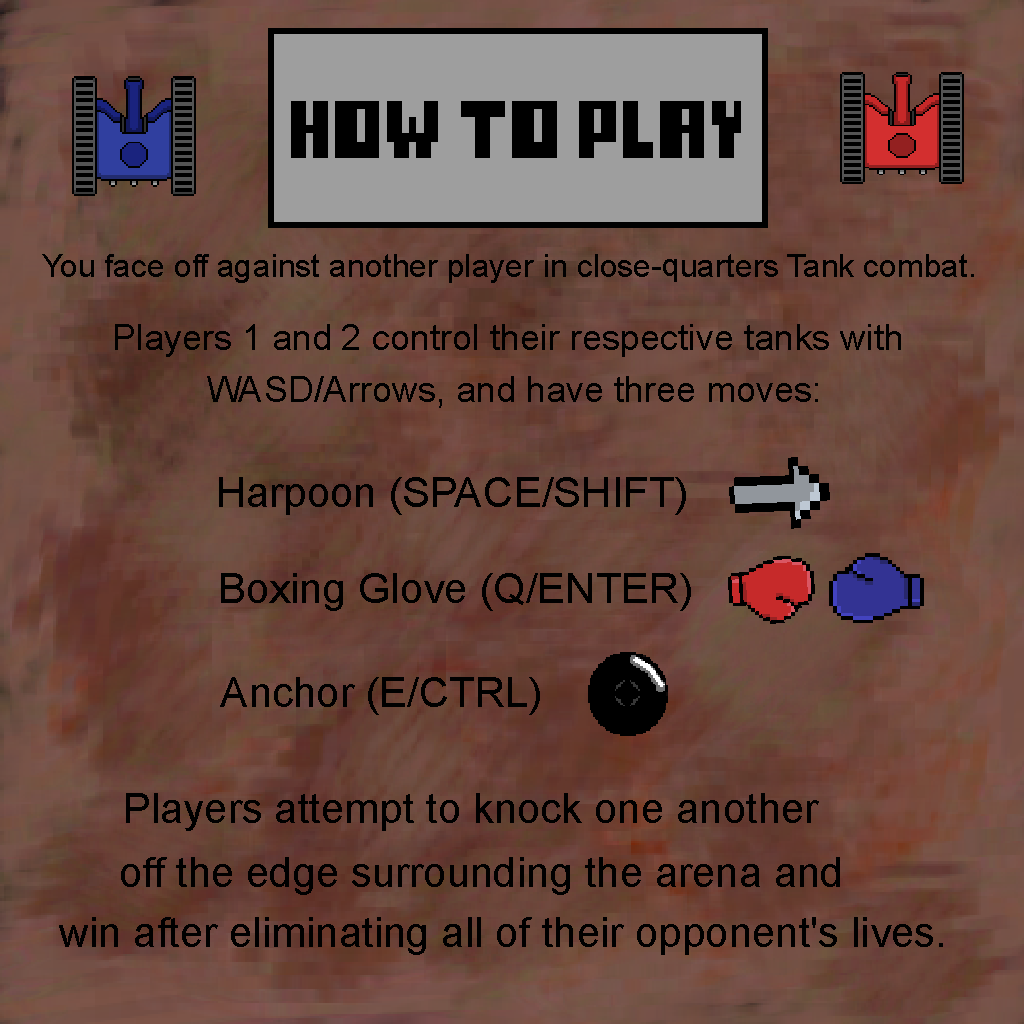 HOW TO PLAY
You face off against another player in close-quarters Tank combat.
Players 1 and 2 control their respective tanks with
WASD/Arrows, and have three moves:
Harpoon (SPACE/SHIFT)
Boxing Glove (Q/ENTER)
Anchor (E/CTRL)
Players attempt to knock one another
off the edge surrounding the arena and
win after eliminating all of their opponent's lives.